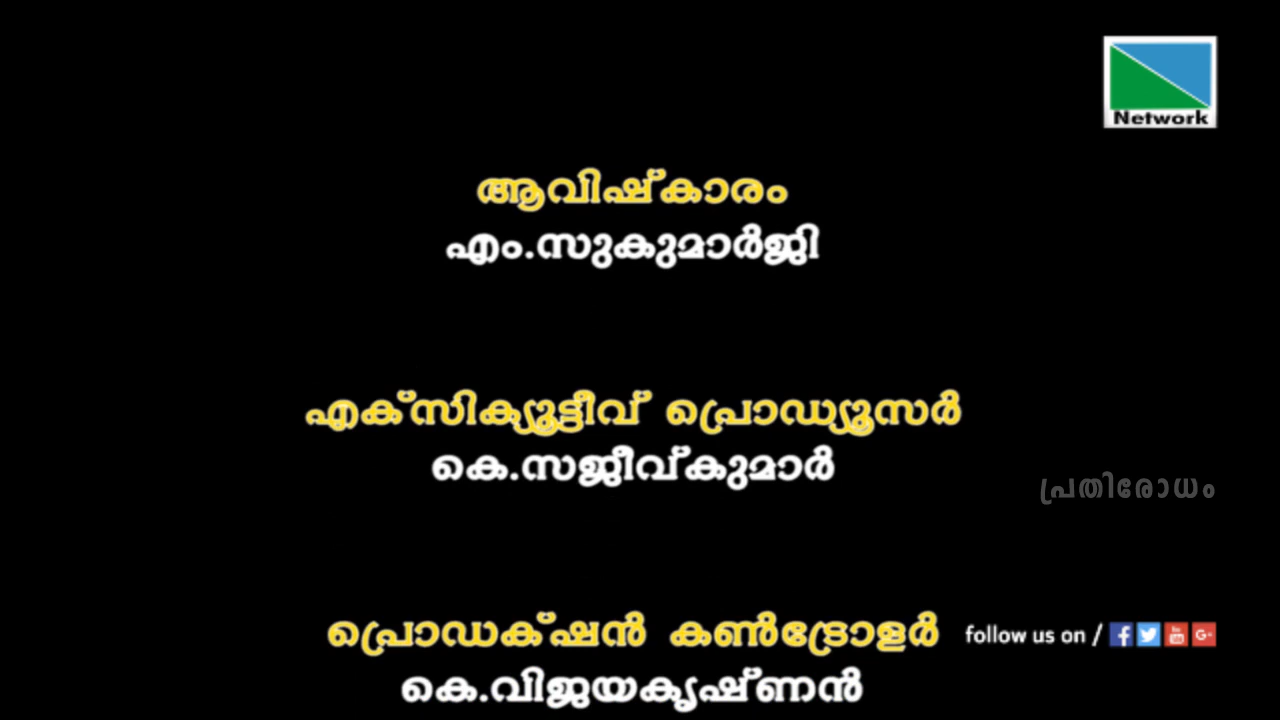 Network
ആവിഷ്കാരം
എം.സുകുമാർജി
എക്സിക്യൂട്ടീവ് പ്രൊഡ്യൂസർ
കെ.സജീവ്കുമാർ
പ്രതിരോധം
പ്രൊഡക്ഷൻ കൺട്രോളർ
follow us on /
കെ.വിജയകൃഷ്ണൻ